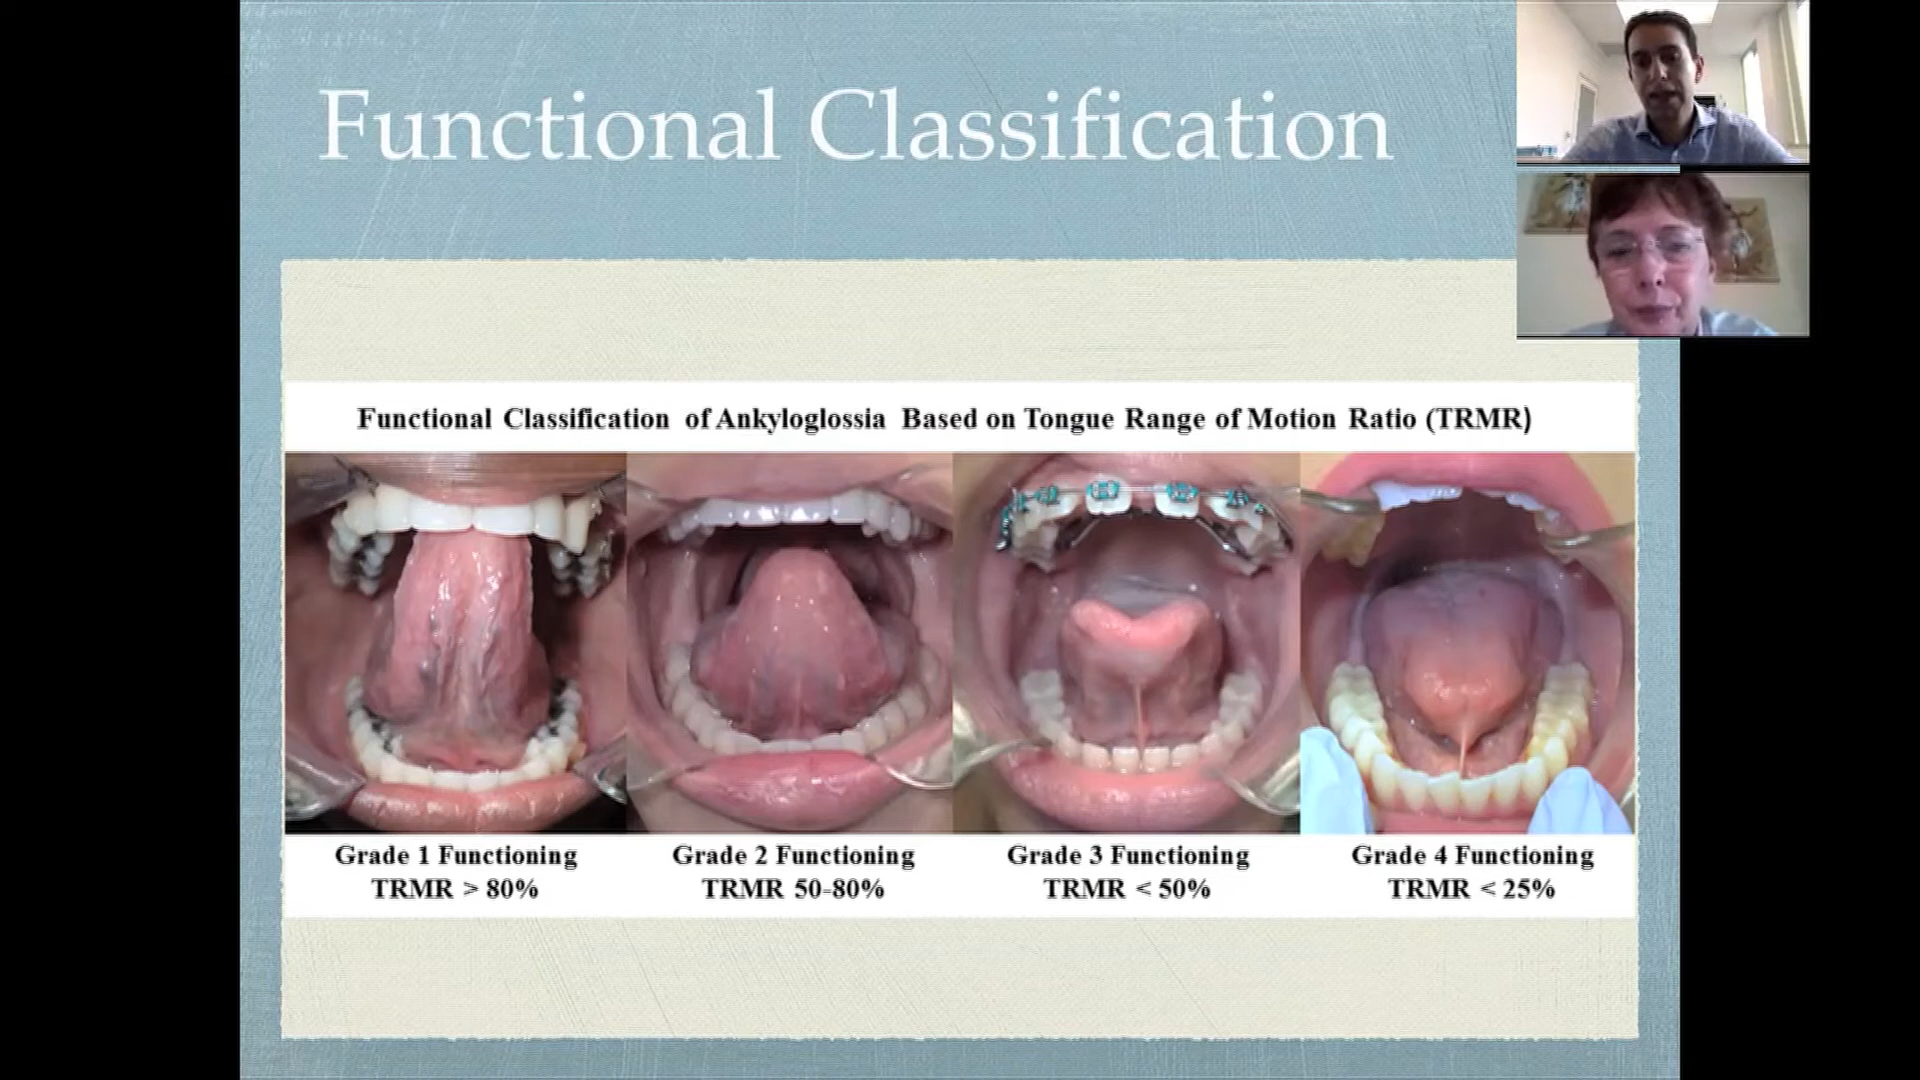 Functional Classification
Functional Classification of Ankyloglossia Based on Tongue Range of Motion Ratio (TRMR)
Grade 1 Functioning
TRMR > 80%
Grade 2 Functioning
TRMR 50-80%
Grade 3 Functioning
TRMR < 50%
Grade 4 Functioning
TRMR < 25%